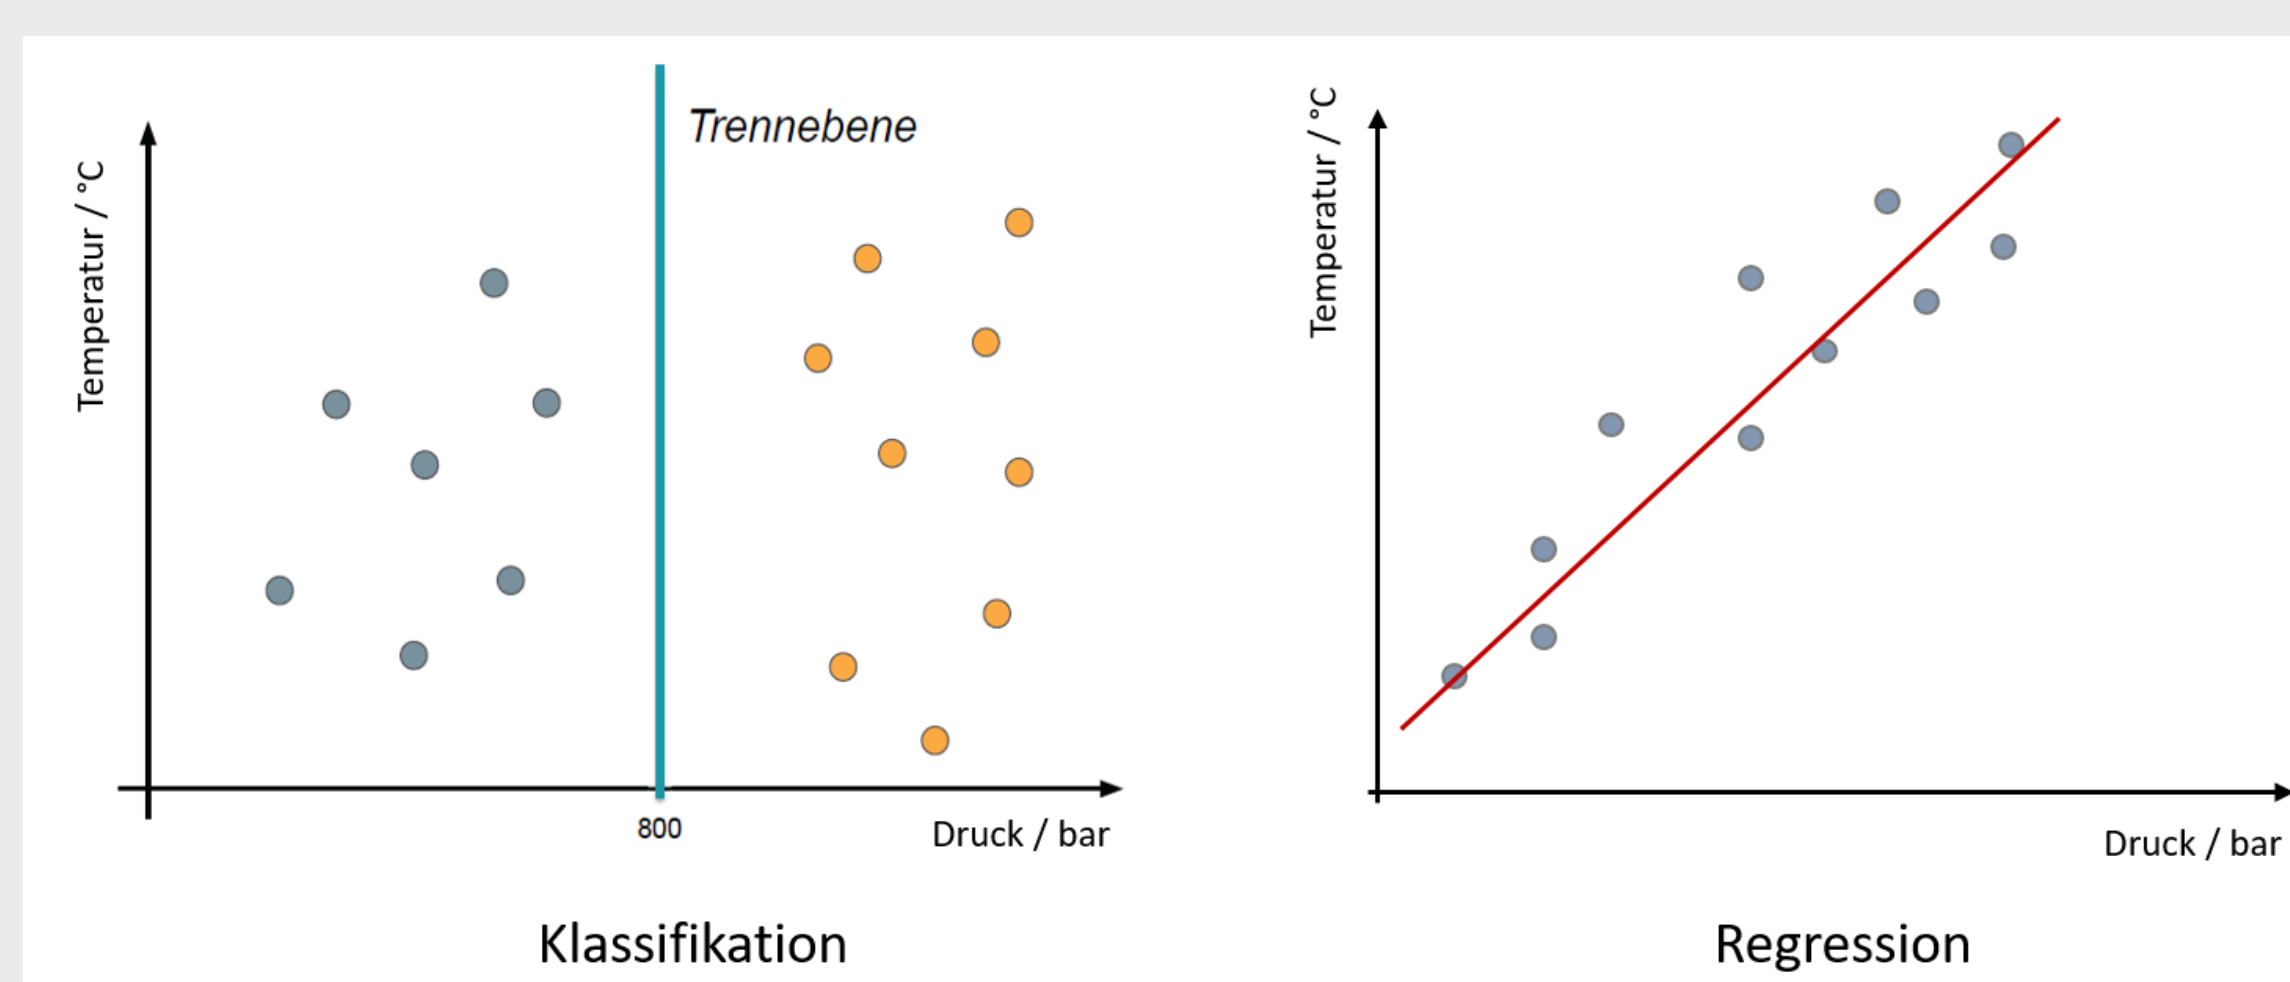 Trennebene
Temperatur / °C
800
Druck / bar
Klassifikation
Temperatur / °C
Druck / bar
Regression